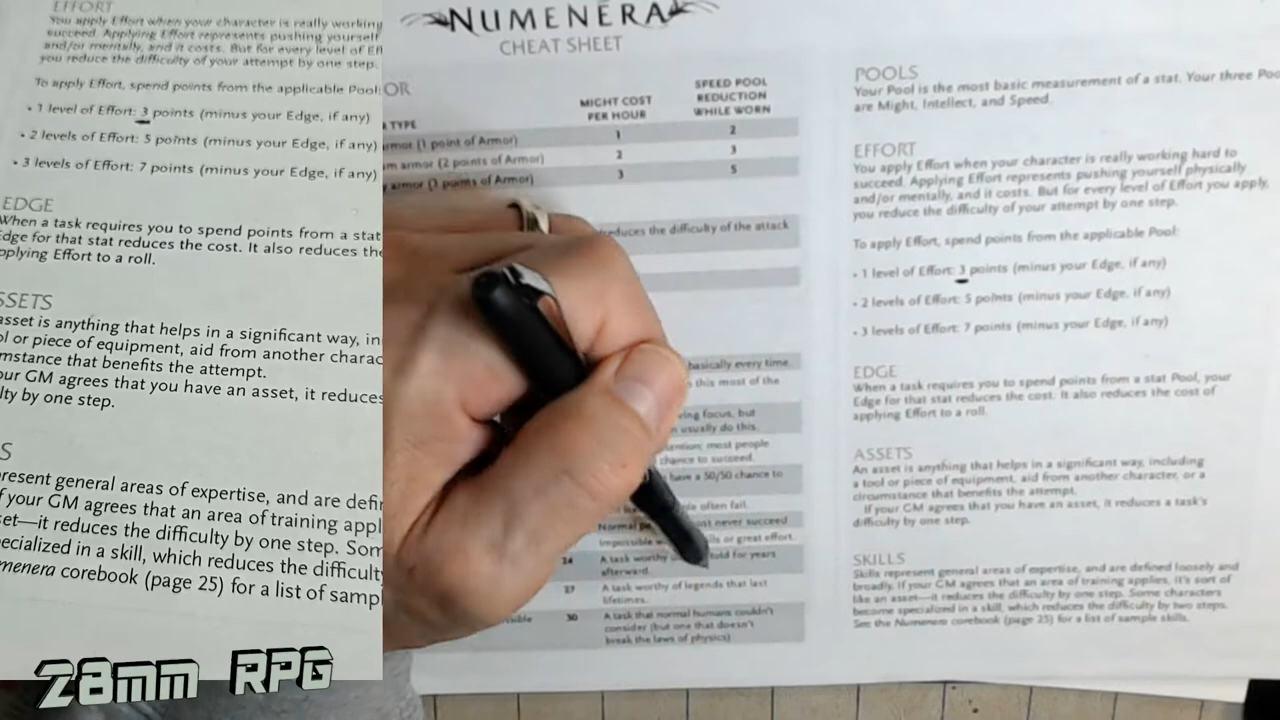 EFFORT
You apply Effort when your character is really working
succeed. Applying Effort represents pushing yourself
and/or mentally, and it costs. But for every level of Ef
you reduce the difficulty of your attempt by one step.
To apply Effort, spend points from the applicable Pool:
• 1 level of Effort: 3 points (minus your Edge, if any)
• 2 levels of Effort: 5 points (minus your Edge, if any)
• 3 levels of Effort: 7 points (minus your Edge, if any)
EDGE
When a task requires you to spend points from a stat
Edge for that stat reduces the cost. It also reduces the
pplying Effort to a roll.
SSETS
asset is anything that helps in a significant way, in
ol or piece of equipment, aid from another charac
mstance that benefits the attempt.
our GM agrees that you have an asset, it reduces
lty by one step.
S
present general areas of expertise, and are defin
f your GM agrees that an area of training appl
set—it reduces the difficulty by one step. Som
ecialized in a skill, which reduces the difficulty
menera corebook (page 25) for a list of sampl
28mm RPG
NUMENERA
CHEAT SHEET
OR
TYPE
MIGHT COST
PER HOUR
SPEED POOL
REDUCTION
WHILE WORN
rmor (1 point of Armor) 1 2
m armor (2 points of Armor) 2 3
y armor (3 points of Armor) 3 5
reduces the difficulty of the attack
basically every time.
this most of the
ving focus, but
usually do this.
tention; most people
chance to succeed.
have a 50/50 chance to
le often fail.
Normal pe ost never succeed
Impossible w lls or great effort.
24 A task worthy told for years
afterward.
27 A task worthy of legends that last
lifetimes.
ssible 30 A task that normal humans couldn't
consider (but one that doesn't
break the laws of physics)
POOLS
Your Pool is the most basic measurement of a stat. Your three Poo
are Might, Intellect, and Speed.
EFFORT
You apply Effort when your character is really working hard to
succeed. Applying Effort represents pushing yourself physically
and/or mentally, and it costs. But for every level of Effort you apply,
you reduce the difficulty of your attempt by one step.
To apply Effort, spend points from the applicable Pool:
• 1 level of Effort: 3 points (minus your Edge, if any)
• 2 levels of Effort: 5 points (minus your Edge, if any)
• 3 levels of Effort: 7 points (minus your Edge, if any)
EDGE
When a task requires you to spend points from a stat Pool, your
Edge for that stat reduces the cost. It also reduces the cost of
applying Effort to a roll.
ASSETS
An asset is anything that helps in a significant way, including
a tool or piece of equipment, aid from another character, or a
circumstance that benefits the attempt.
If your GM agrees that you have an asset, it reduces a task's
difficulty by one step.
SKILLS
Skills represent general areas of expertise, and are defined loosely and
broadly. If your GM agrees that an area of training applies, it's sort of
like an asset—it reduces the difficulty by one step. Some characters
become specialized in a skill, which reduces the difficulty by two steps.
See the Numenera corebook (page 25) for a list of sample skills.